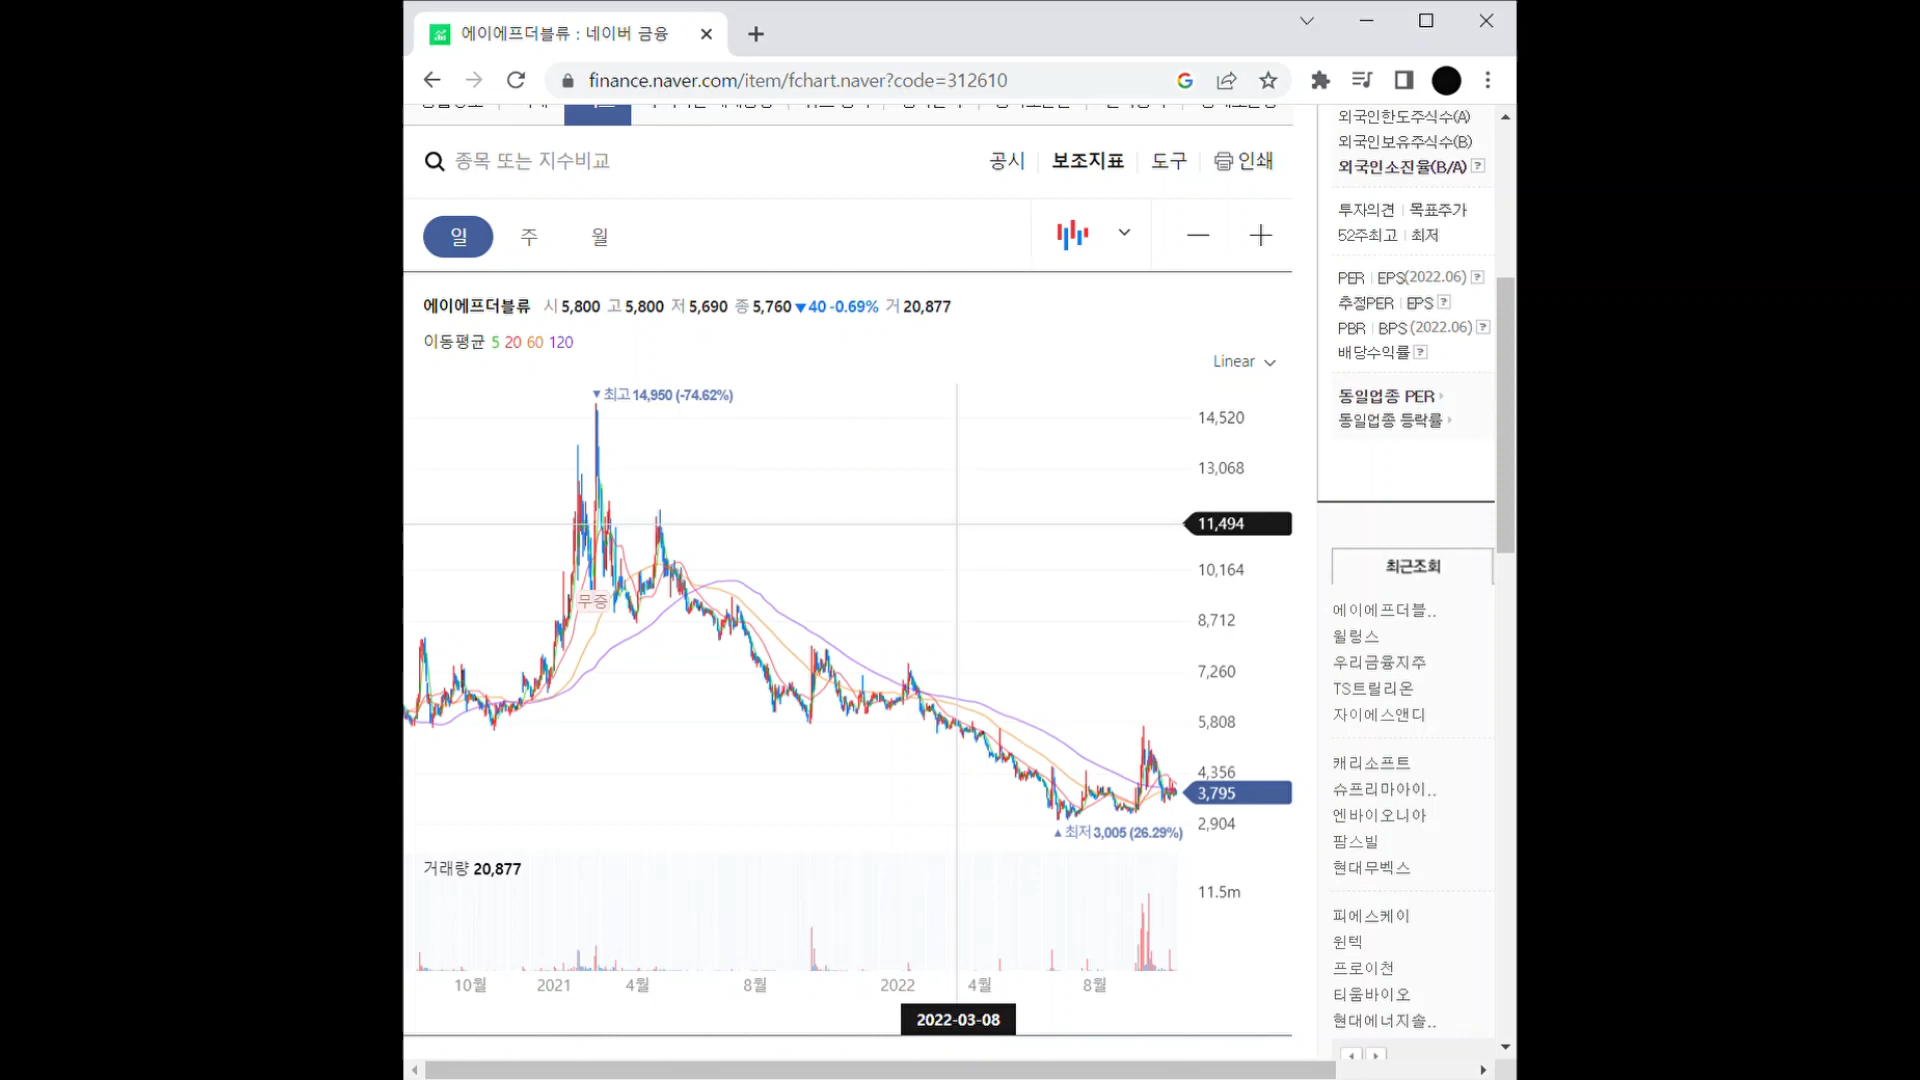 에이에프더블류 : 네이버 금융
finance.naver.com/item/fchart.naver?code=312610
종목 또는 지수비교
공시 보조지표 도구 인쇄
일 주 월
에이에프더블류 시 5,800 고 5,800 저 5,690 종 5,760 ▼40 -0.69% 거 20,877
이동평균 5 20 60 120
Linear
▼최고 14,950 (-74.62%)
14,520
13,068
11,494
10,164
무증
8,712
7,260
5,808
4,356
3,795
2,904
▲최저 3,005 (26.29%)
거래량 20,877
11.5m
10월 2021 4월 8월 2022 4월 8월
2022-03-08
외국인한도주식수(A)
외국인보유주식수(B)
외국인소진율(B/A) ?
투자의견 | 목표주가
52주최고 | 최저
PER | EPS(2022.06) ?
추정PER | EPS ?
PBR | BPS (2022.06) ?
배당수익률 ?
동일업종 PER
동일업종 등락률
최근조회
에이에프더블..
윌링스
우리금융지주
TS트릴리온
자이에스앤디
캐리소프트
슈프리마아이..
엔바이오니아
팜스빌
현대무벡스
피에스케이
윈텍
프로이천
티움바이오
현대에너지솔..